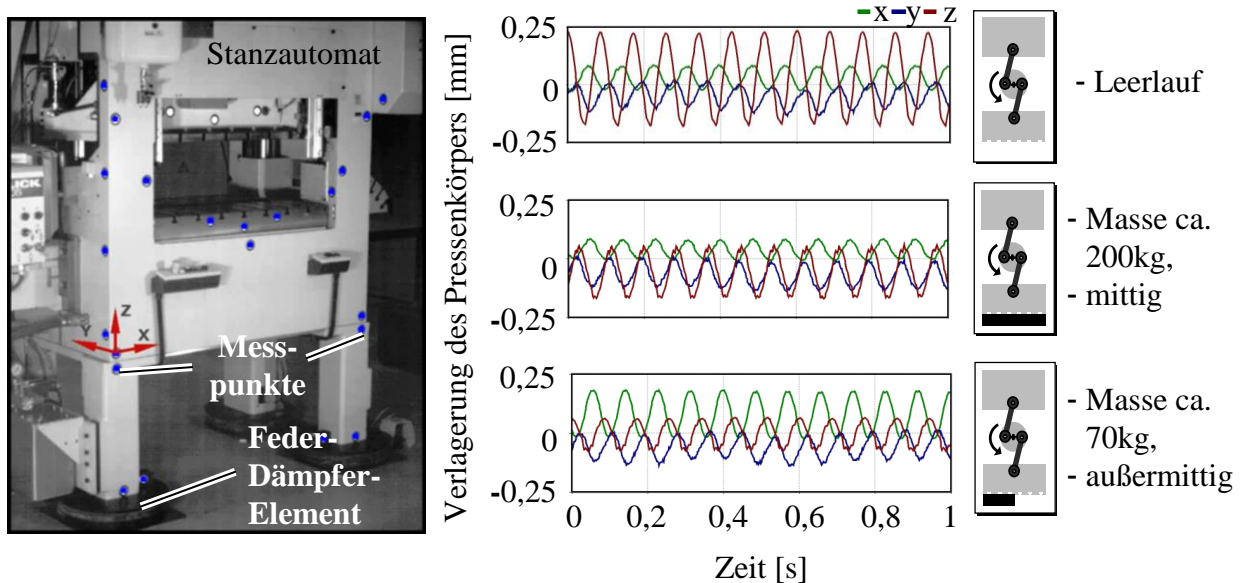 Stanzautomat
LICK
Z
Y
X
Mess-
punkte
Feder-
Dämpfer-
Element
Verlagerung des Pressenkörpers [mm]
x y z
0,25
0
-0,25
- Leerlauf
0,25
0
-0,25
- Masse ca.
200kg,
- mittig
0,25
0
-0,25
0 0,2 0,4 0,6 0,8 1
Zeit [s]
- Masse ca.
70kg,
- außermittig